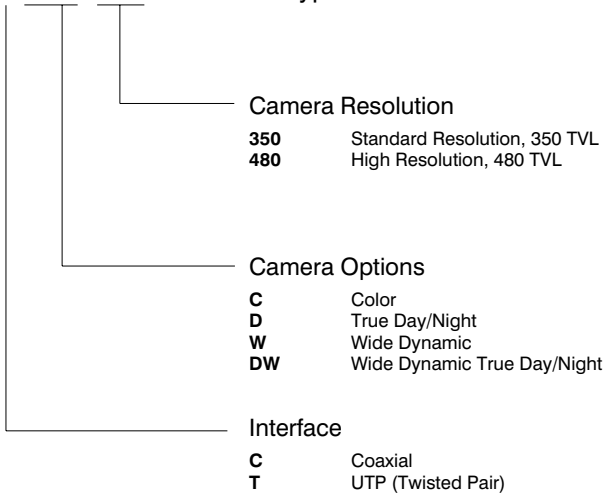 Camera Resolution
350 Standard Resolution, 350 TVL
480 High Resolution, 480 TVL
Camera Options
C Color
D True Day/Night
W Wide Dynamic
DW Wide Dynamic True Day/Night
Interface
C Coaxial
T UTP (Twisted Pair)